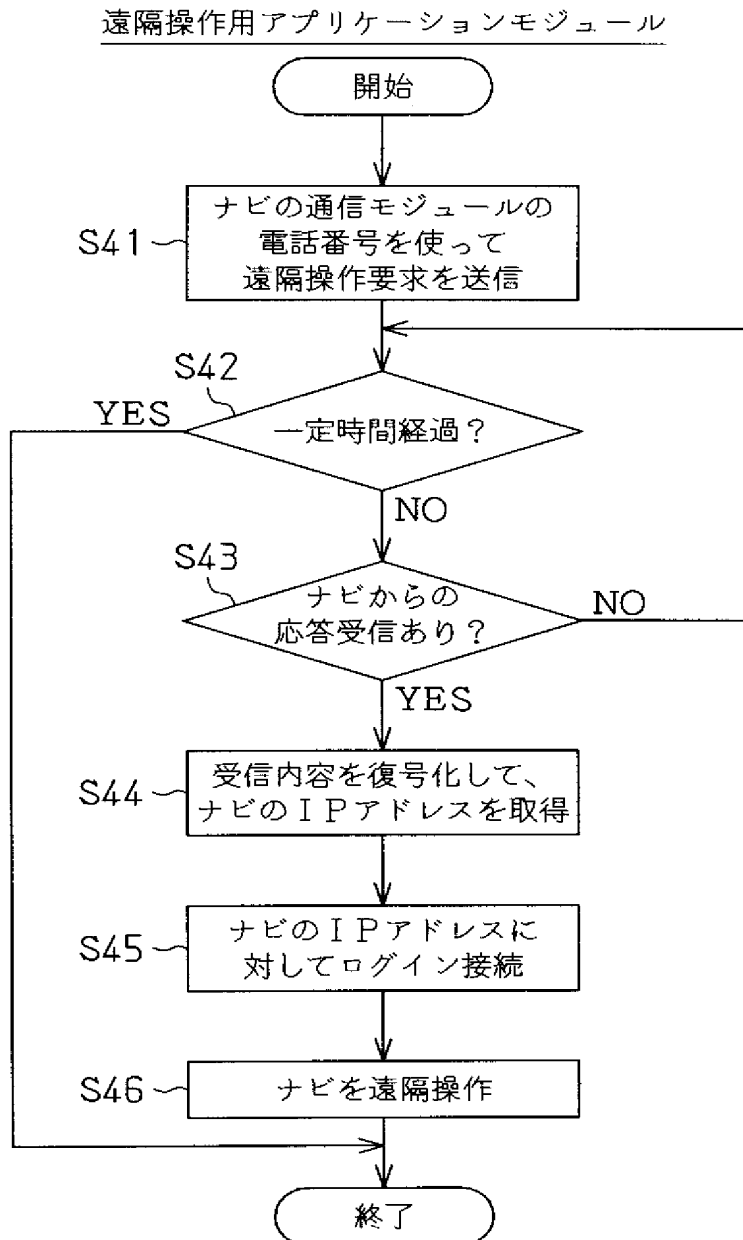 遠隔操作用アプリケーションモジュール
開始
S41
ナビの通信モジュールの
電話番号を使って
遠隔操作要求を送信
S42
YES
一定時間経過？
NO
S43
ナビからの
応答受信あり？
NO
YES
S44
受信内容を復号化して、
ナビのＩＰアドレスを取得
S45
ナビのＩＰアドレスに
対してログイン接続
S46
ナビを遠隔操作
終了